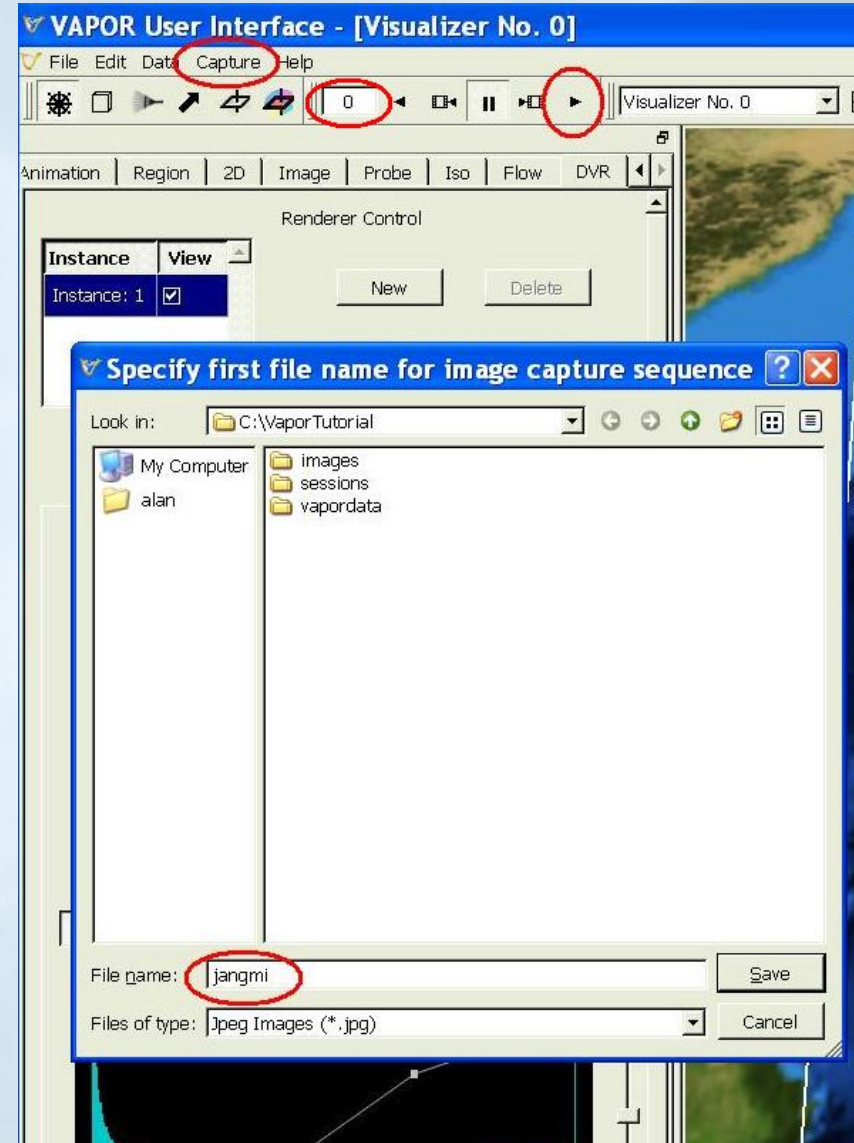 VAPOR User Interface - [Visualizer No. 0]
File Edit Data Capture Help
0 Visualizer No. 0
Animation Region 2D Image Probe Iso Flow DVR
Renderer Control
Instance View
Instance: 1 New Delete
Specify first file name for image capture sequence
Look in: C:\VaporTutorial
My Computer images
alan sessions
vapordata
File name: jangmi Save
Files of type: Jpeg Images (*.jpg) Cancel